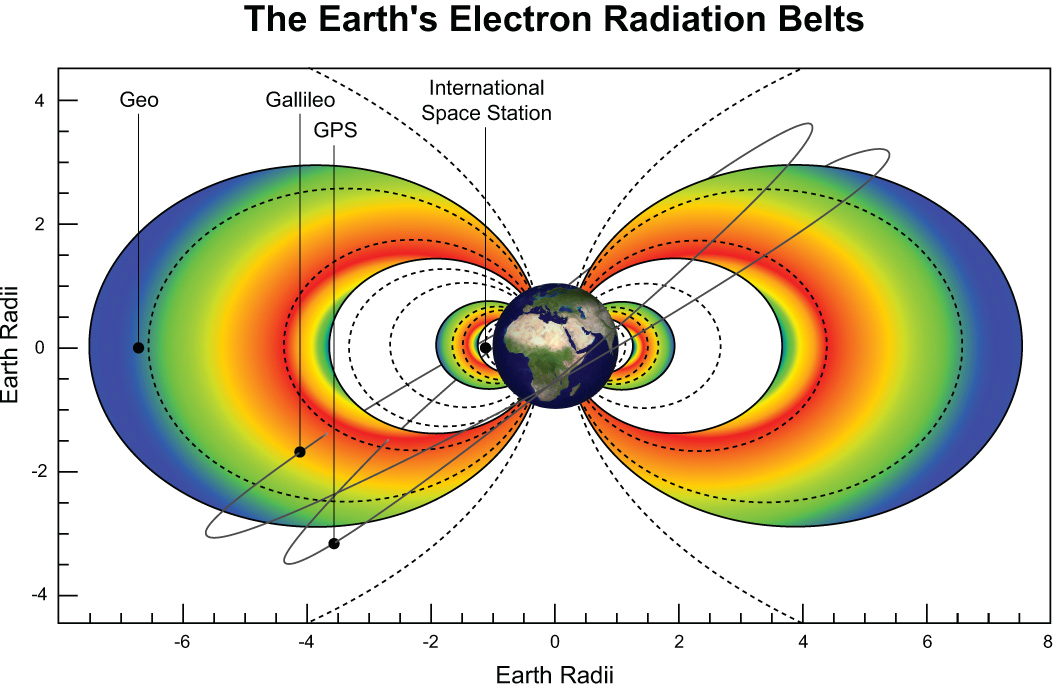 The Earth's Electron Radiation Belts
Geo
Gallileo
GPS
International
Space Station
Earth Radii
4
2
0
-2
-4
-6
-4
-2
0
2
4
6
8
Earth Radii